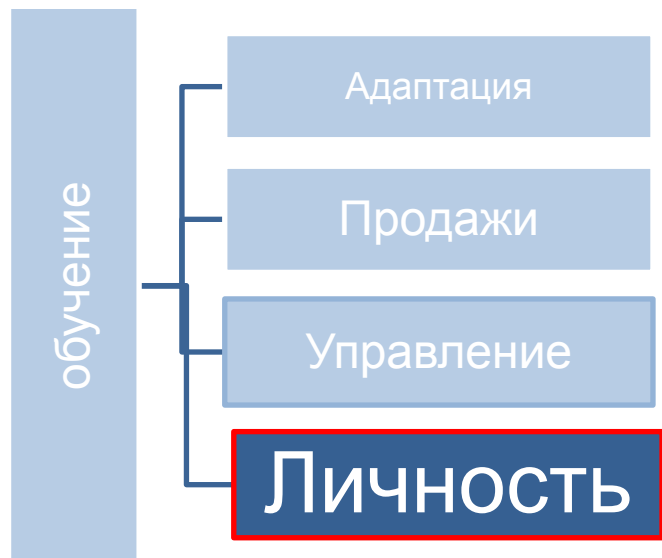 обучение
Адаптация
Продажи
Управление
Личность